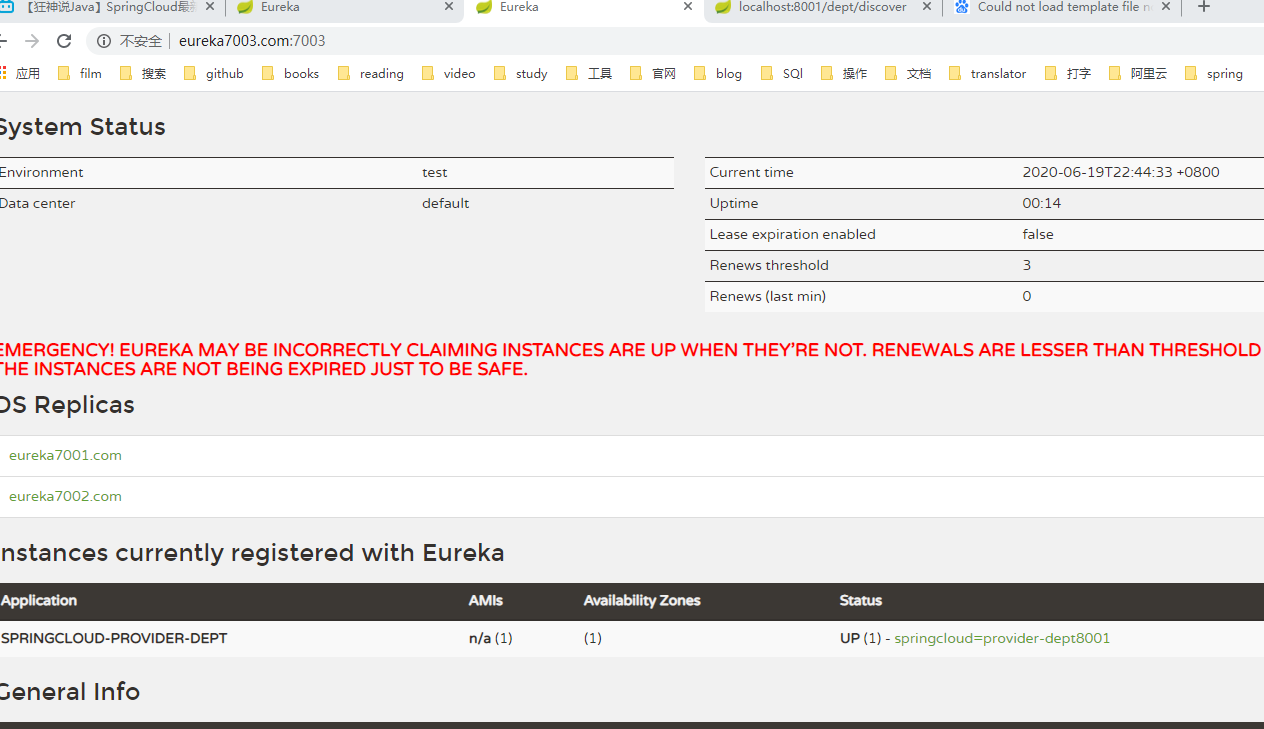 【狂神说Java】SpringCloud最新
Eureka
Eureka
localhost:8001/dept/discover
Could not load template file n
不安全 | eureka7003.com:7003
应用 film 搜索 github books reading video study 工具 官网 blog SQl 操作 文档 translator 打字 阿里云 spring
System Status
Environment test
Data center default
Current time 2020-06-19T22:44:33 +0800
Uptime 00:14
Lease expiration enabled false
Renews threshold 3
Renews (last min) 0
EMERGENCY! EUREKA MAY BE INCORRECTLY CLAIMING INSTANCES ARE UP WHEN THEY'RE NOT. RENEWALS ARE LESSER THAN THRESHOLD
THE INSTANCES ARE NOT BEING EXPIRED JUST TO BE SAFE.
DS Replicas
eureka7001.com
eureka7002.com
Instances currently registered with Eureka
Application AMIs Availability Zones Status
SPRINGCLOUD-PROVIDER-DEPT n/a (1) (1) UP (1) - springcloud=provider-dept8001
General Info